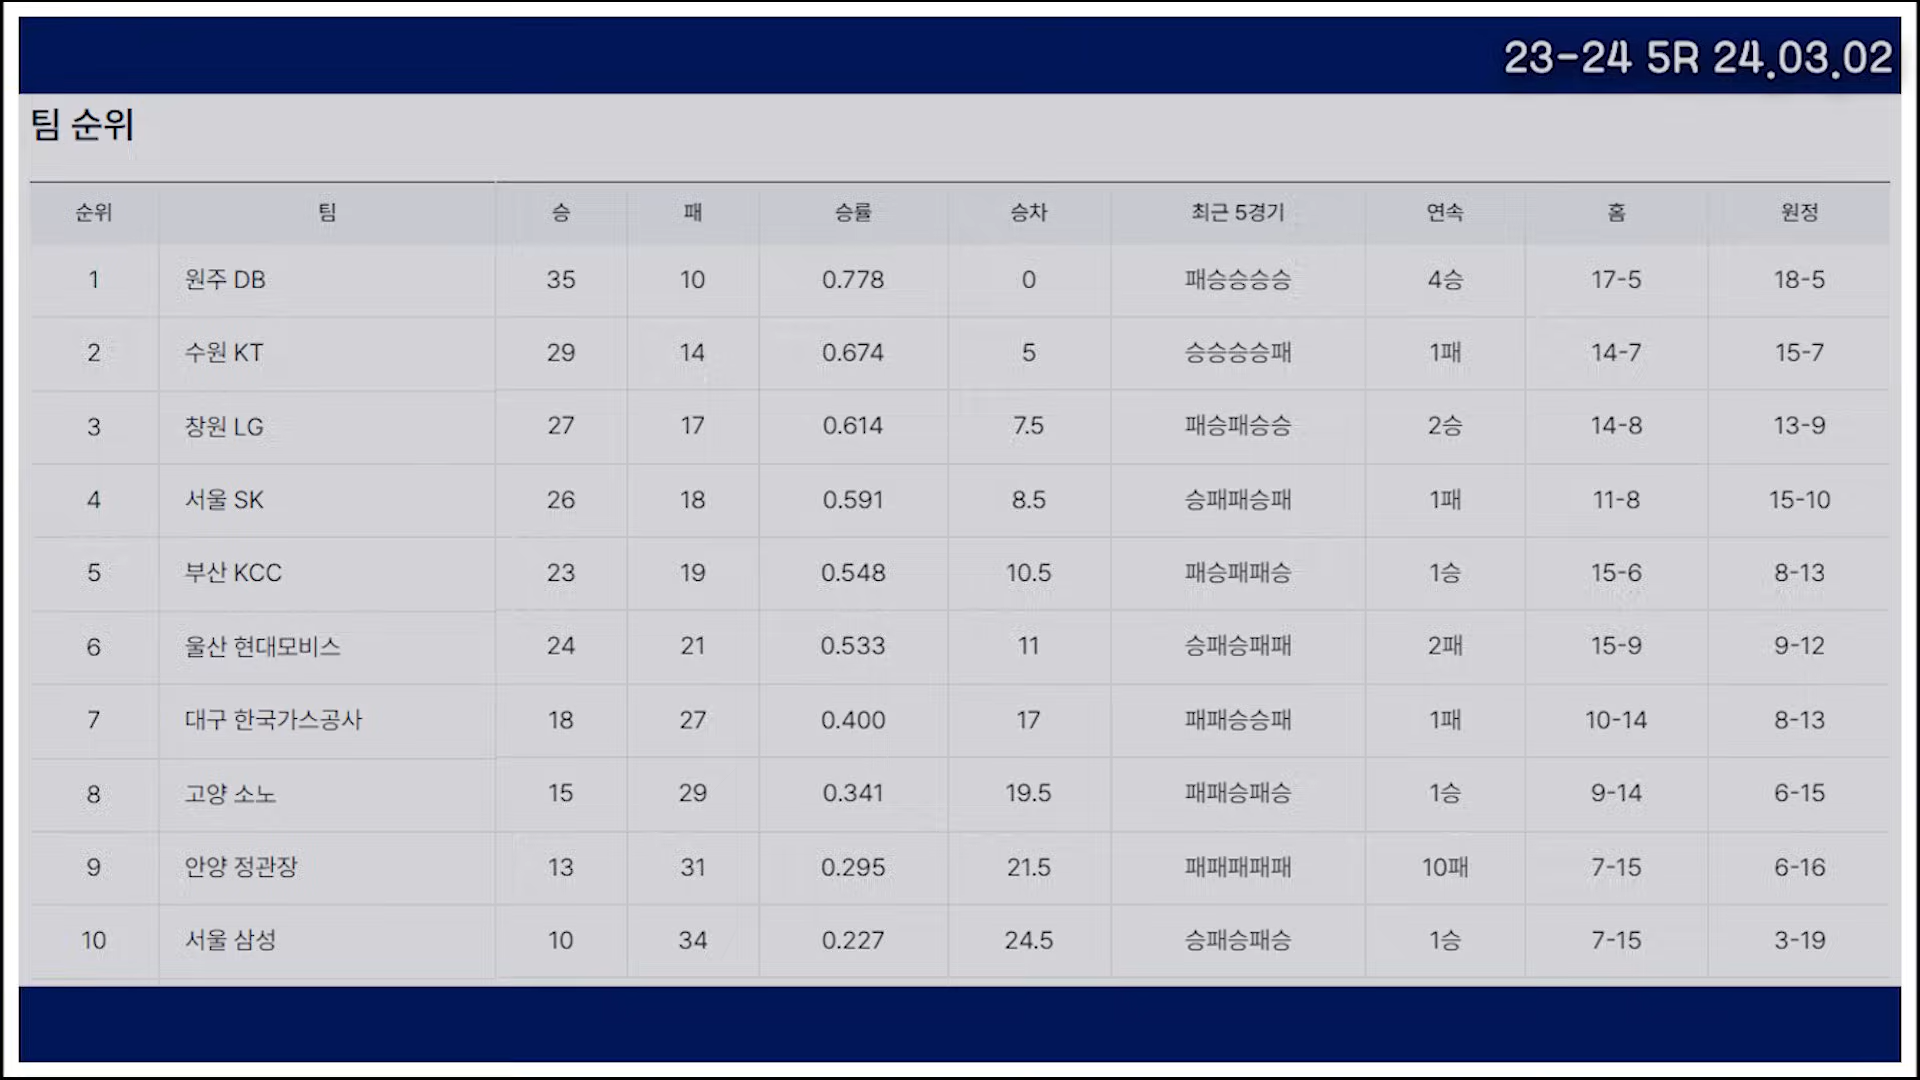 23-24 5R 24.03.02
팀 순위
순위 팀 승 패 승률 승차 최근 5경기 연속 홈 원정
1 원주 DB 35 10 0.778 0 패승승승승 4승 17-5 18-5
2 수원 KT 29 14 0.674 5 승승승승패 1패 14-7 15-7
3 창원 LG 27 17 0.614 7.5 패승패승승 2승 14-8 13-9
4 서울 SK 26 18 0.591 8.5 승패패승패 1패 11-8 15-10
5 부산 KCC 23 19 0.548 10.5 패승패패승 1승 15-6 8-13
6 울산 현대모비스 24 21 0.533 11 승패승패패 2패 15-9 9-12
7 대구 한국가스공사 18 27 0.400 17 패패승승패 1패 10-14 8-13
8 고양 소노 15 29 0.341 19.5 패패승패승 1승 9-14 6-15
9 안양 정관장 13 31 0.295 21.5 패패패패패 10패 7-15 6-16
10 서울 삼성 10 34 0.227 24.5 승패승패승 1승 7-15 3-19